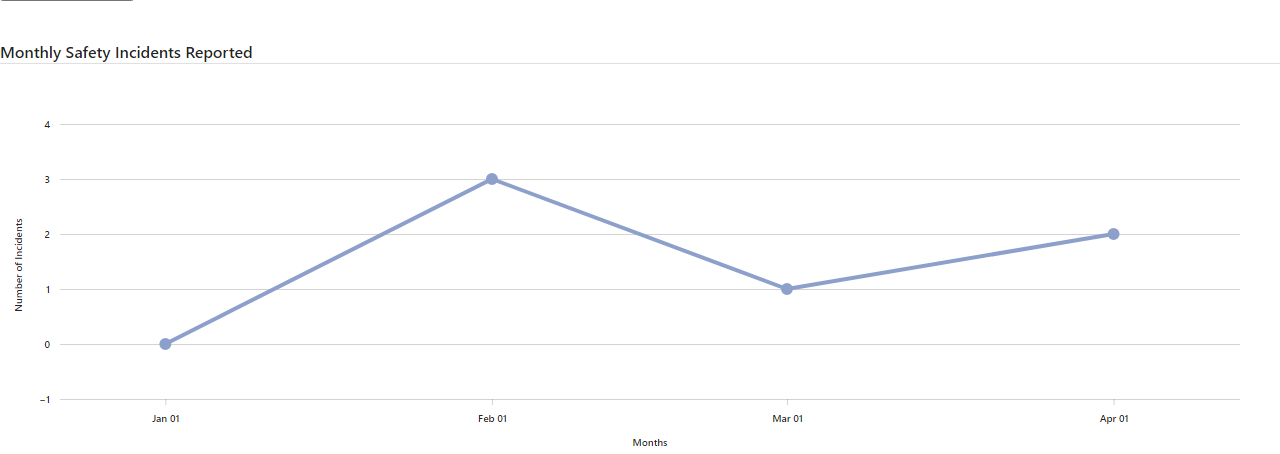 Monthly Safety Incidents Reported
4
3
2
1
0
−1
Number of Incidents
Jan 01
Feb 01
Mar 01
Apr 01
Months